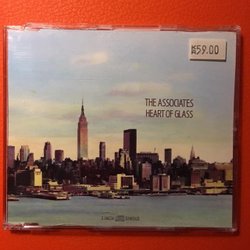 59.00
THE ASSOCIATES
HEART OF GLASS